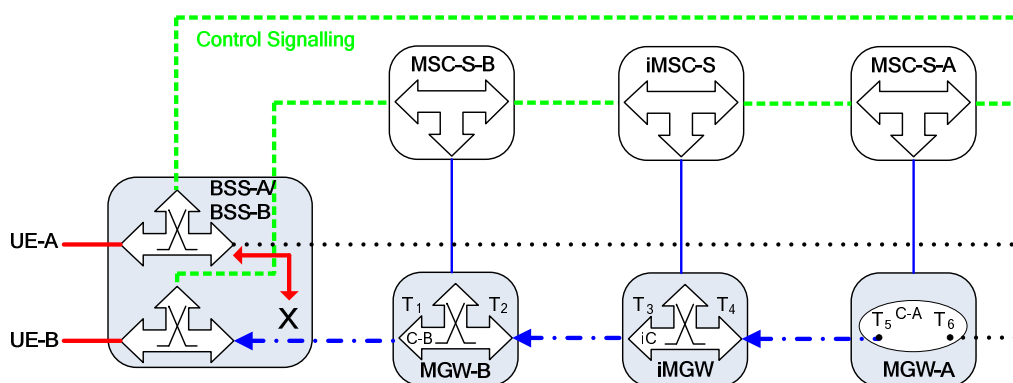 Control Signalling
MSC-S-B
iMSC-S
MSC-S-A
BSS-A/
BSS-B
UE-A
UE-B
X
T1
T2
C-B
MGW-B
T3
T4
iC
iMGW
T5
C-A
T6
MGW-A